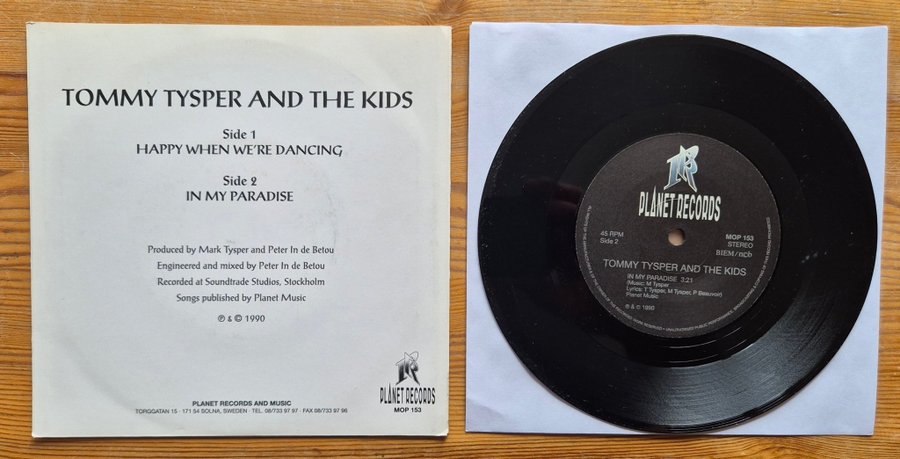 TOMMY TYSPER AND THE KIDS
Side 1
HAPPY WHEN WE'RE DANCING
Side 2
IN MY PARADISE
Produced by Mark Tysper and Peter In de Betou
Engineered and mixed by Peter In de Betou
Recorded at Soundtrade Studios, Stockholm
Songs published by Planet Music
℗ & © 1990
PLANET RECORDS
MOP 153
PLANET RECORDS AND MUSIC
TORGGATAN 15 · 171 54 SOLNA, SWEDEN · TEL. 08/733 97 97 · FAX 08/733 97 96
PLANET RECORDS
45 RPM
Side 2
MOP 153
STEREO
BIEM/ncb
TOMMY TYSPER AND THE KIDS
IN MY PARADISE 3:21
(Music: M Tysper
Lyrics: T Tysper, M Tysper, P Beauvoir)
Planet Music
℗ & © 1990